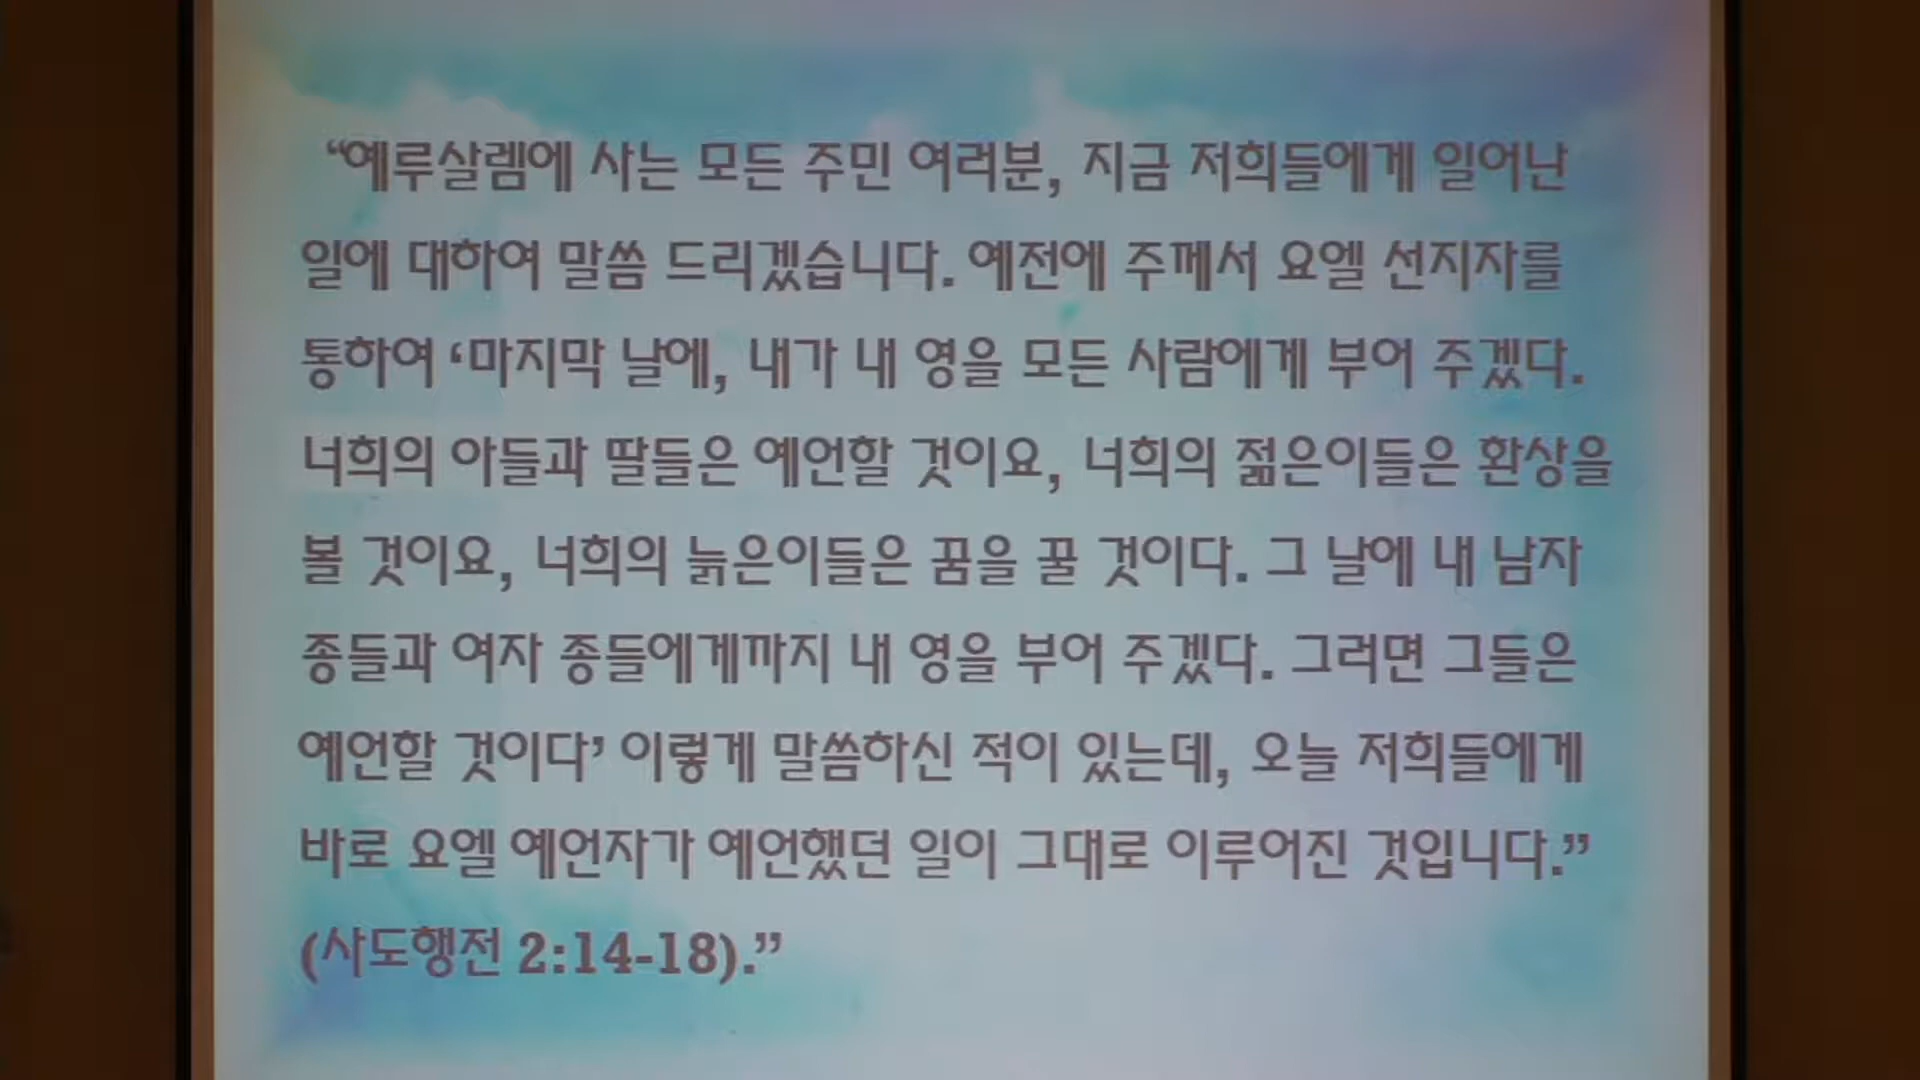 “예루살렘에 사는 모든 주민 여러분, 지금 저희들에게 일어난
일에 대하여 말씀 드리겠습니다. 예전에 주께서 요엘 선지자를
통하여 ‘마지막 날에, 내가 내 영을 모든 사람에게 부어 주겠다.
너희의 아들과 딸들은 예언할 것이요, 너희의 젊은이들은 환상을
볼 것이요, 너희의 늙은이들은 꿈을 꿀 것이다. 그 날에 내 남자
종들과 여자 종들에게까지 내 영을 부어 주겠다. 그러면 그들은
예언할 것이다’ 이렇게 말씀하신 적이 있는데, 오늘 저희들에게
바로 요엘 예언자가 예언했던 일이 그대로 이루어진 것입니다.”
(사도행전 2:14-18).”